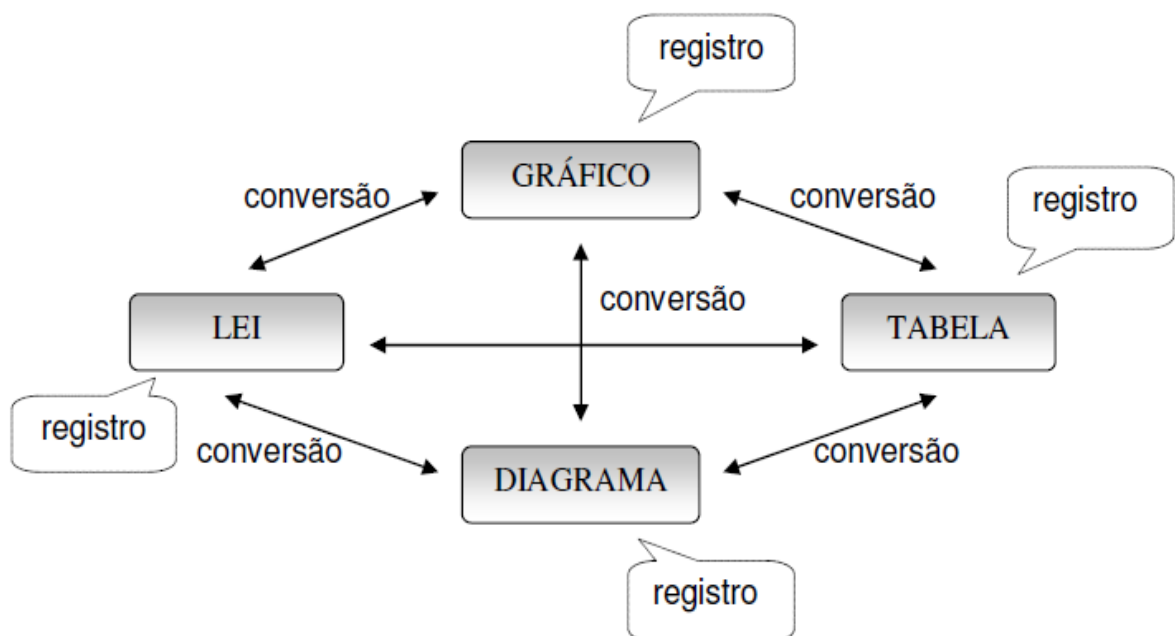 registro
GRÁFICO
conversão
conversão
registro
conversão
LEI
TABELA
registro
conversão
conversão
DIAGRAMA
registro